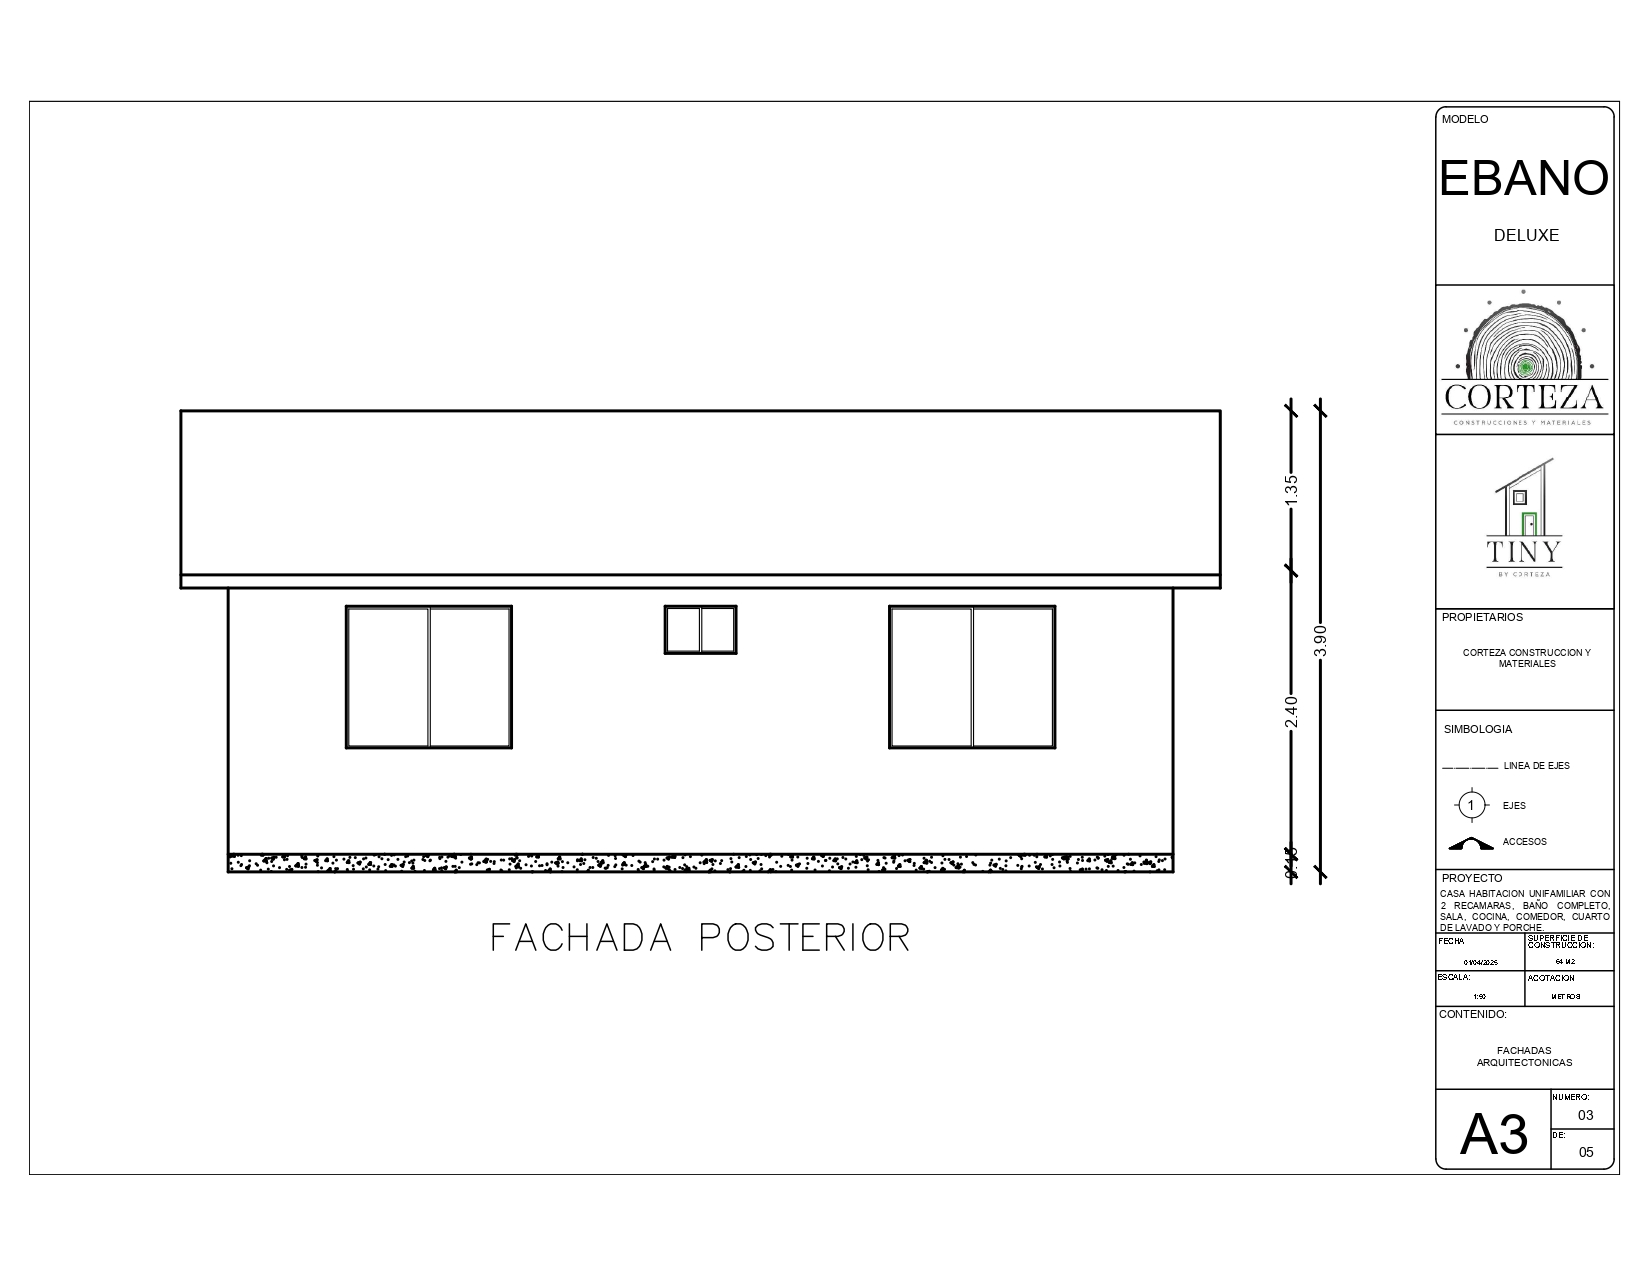 MODELO
EBANO
DELUXE
CORTEZA
CONSTRUCCIONES Y MATERIALES
TINY
BY CORTEZA
PROPIETARIOS
CORTEZA CONSTRUCCION Y
MATERIALES
SIMBOLOGIA
LINEA DE EJES
1
EJES
ACCESOS
PROYECTO
CASA HABITACION UNIFAMILIAR CON
2 RECAMARAS, BAÑO COMPLETO,
SALA, COCINA, COMEDOR, CUARTO
DE LAVADO Y PORCHE.
FECHA
01/04/2025
SUPERFICIE DE
CONSTRUCCION:
64 M2
ESCALA:
1:50
ACOTACION
METROS
CONTENIDO:
FACHADAS
ARQUITECTONICAS
A3
NUMERO:
03
DE:
05
1.35
2.40
0.15
3.90
FACHADA POSTERIOR